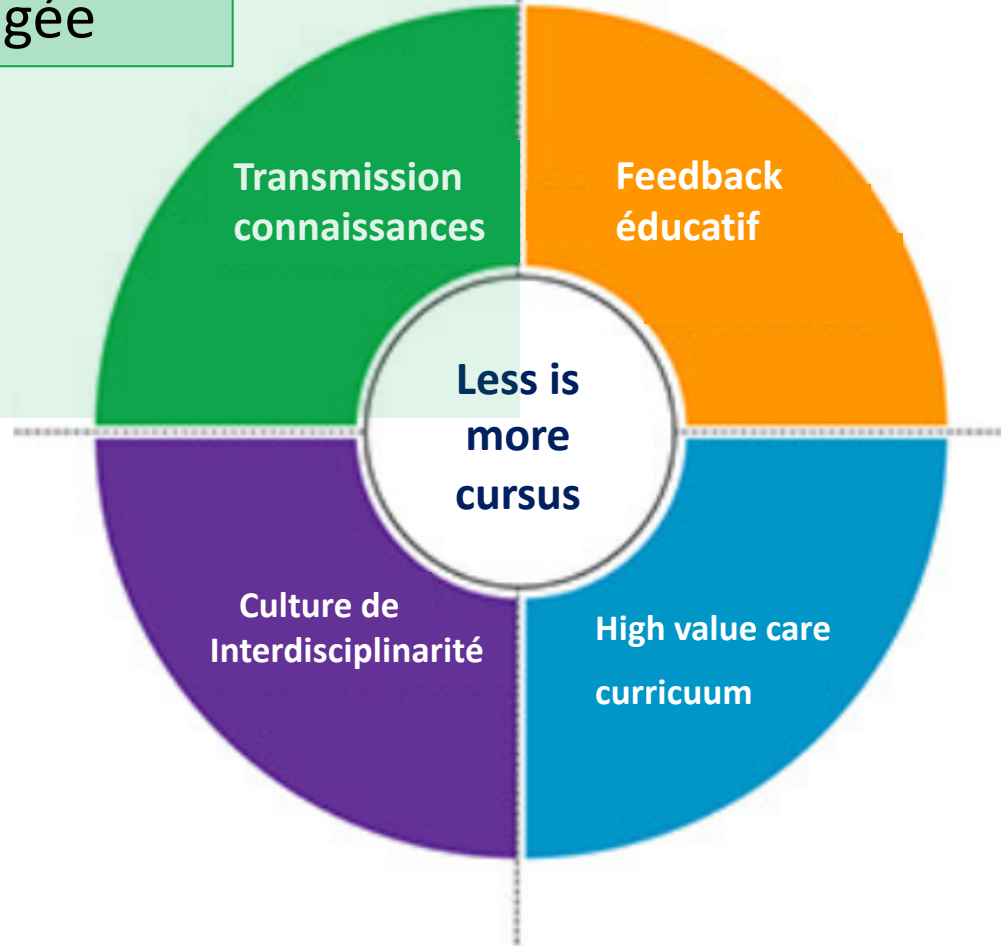 gée
Transmission
connaissances
Feedback
éducatif
Less is
more
cursus
Culture de
Interdisciplinarité
High value care
curricuum